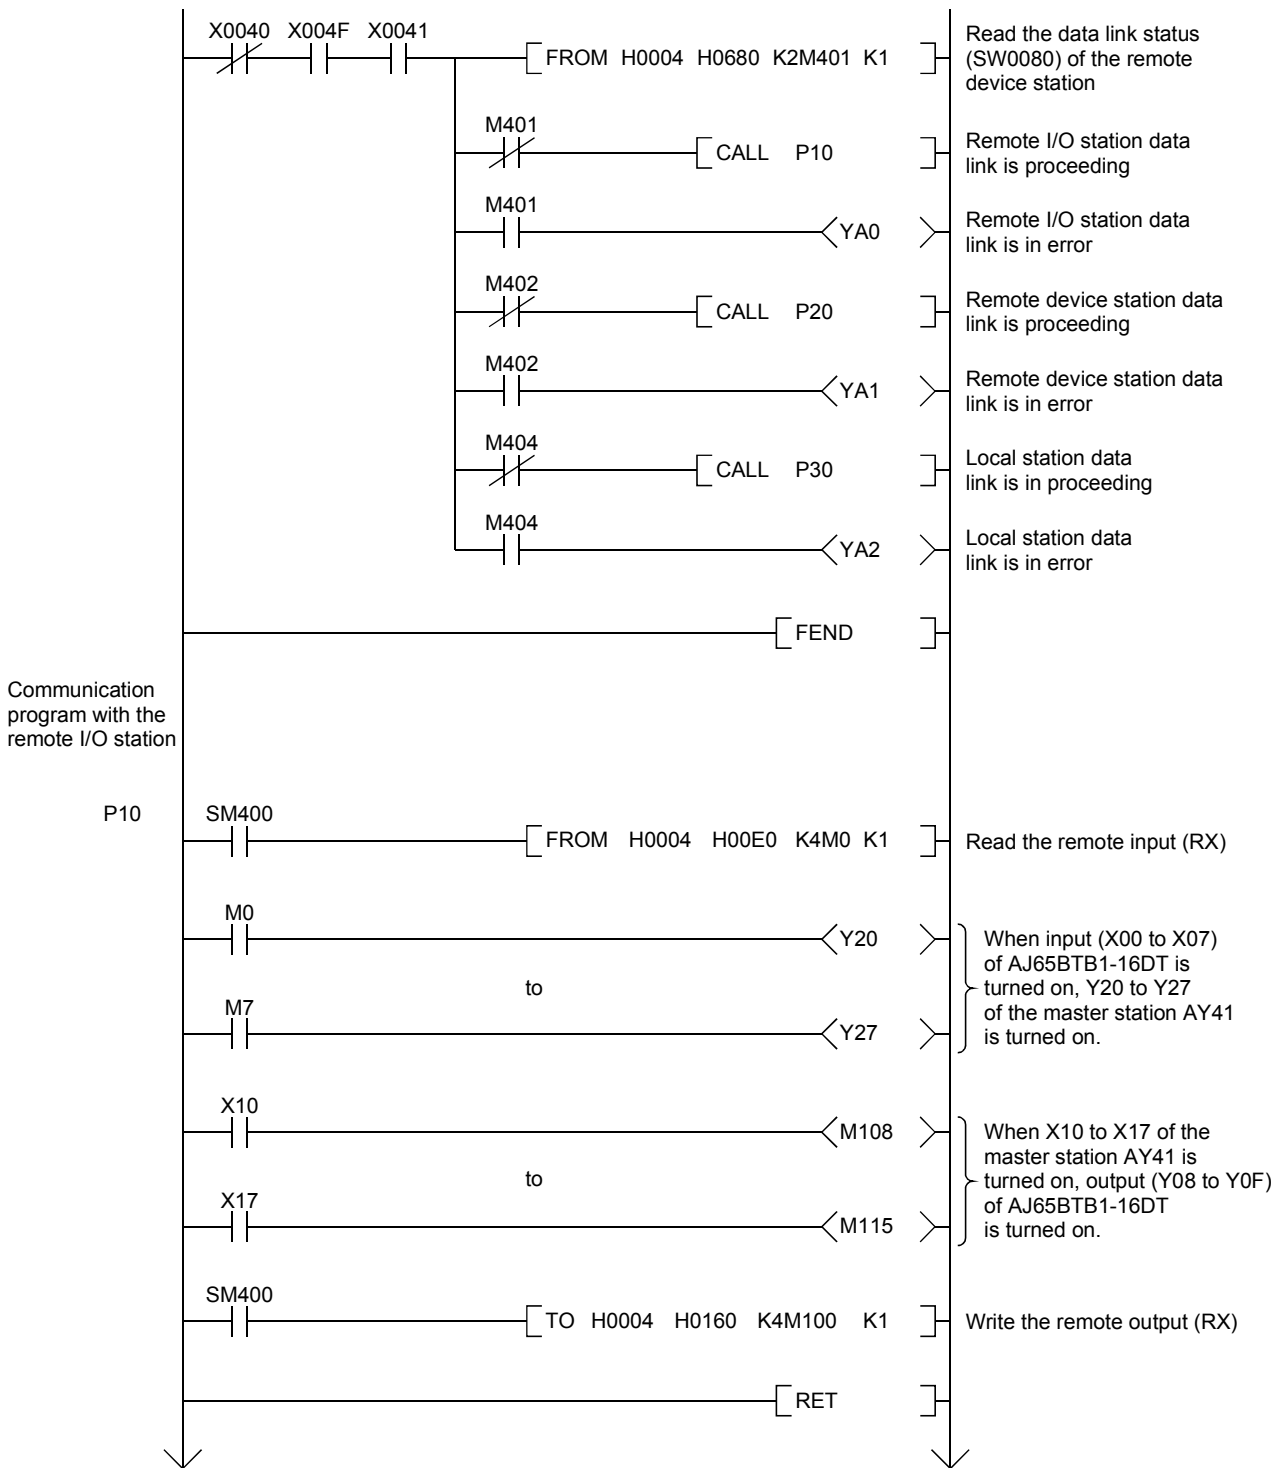 X0040 X004F X0041
FROM H0004 H0680 K2M401 K1
Read the data link status
(SW0080) of the remote
device station
M401
CALL P10
Remote I/O station data
link is proceeding
M401
YA0
Remote I/O station data
link is in error
M402
CALL P20
Remote device station data
link is proceeding
M402
YA1
Remote device station data
link is in error
M404
CALL P30
Local station data
link is in proceeding
M404
YA2
Local station data
link is in error
FEND
Communication
program with the
remote I/O station
P10
SM400
FROM H0004 H00E0 K4M0 K1
Read the remote input (RX)
M0
Y20
to
M7
Y27
When input (X00 to X07)
of AJ65BTB1-16DT is
turned on, Y20 to Y27
of the master station AY41
is turned on.
X10
M108
to
X17
M115
When X10 to X17 of the
master station AY41 is
turned on, output (Y08 to Y0F)
of AJ65BTB1-16DT
is turned on.
SM400
TO H0004 H0160 K4M100 K1
Write the remote output (RX)
RET